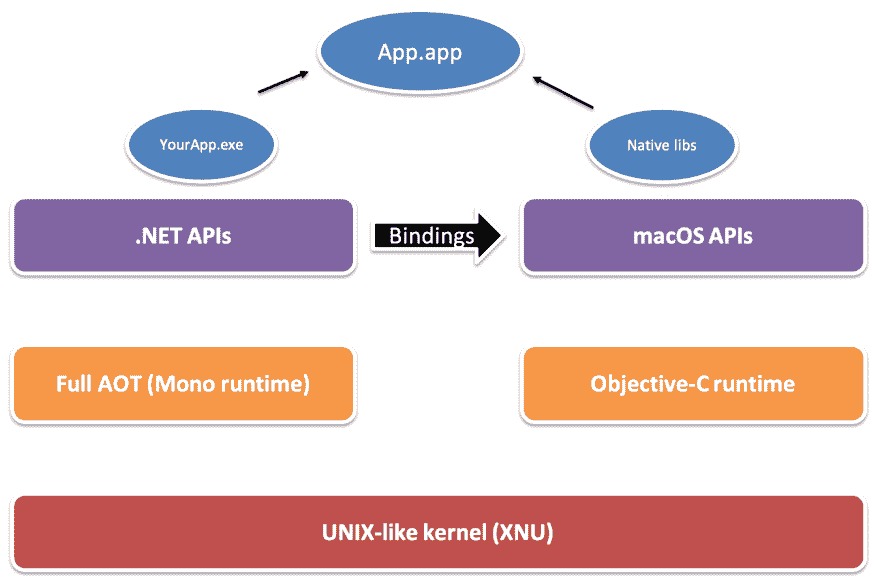 App.app
YourApp.exe
Native libs
.NET APIs
Bindings
macOS APIs
Full AOT (Mono runtime)
Objective-C runtime
UNIX-like kernel (XNU)